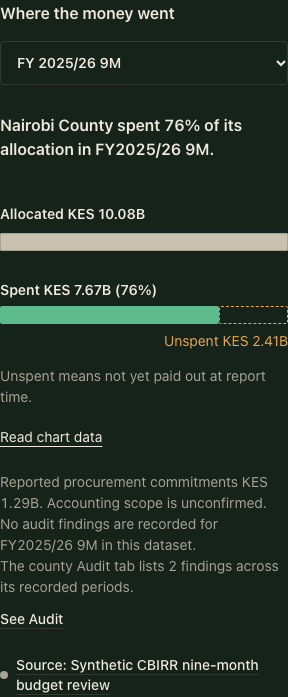 Where the money went
FY 2025/26 9M
Nairobi County spent 76% of its
allocation in FY2025/26 9M.
Allocated KES 10.08B
Spent KES 7.67B (76%)
Unspent KES 2.41B
Unspent means not yet paid out at report
time.
Read chart data
Reported procurement commitments KES
1.29B. Accounting scope is unconfirmed.
No audit findings are recorded for
FY2025/26 9M in this dataset.
The county Audit tab lists 2 findings across
its recorded periods.
See Audit
Source: Synthetic CBIRR nine-month
budget review